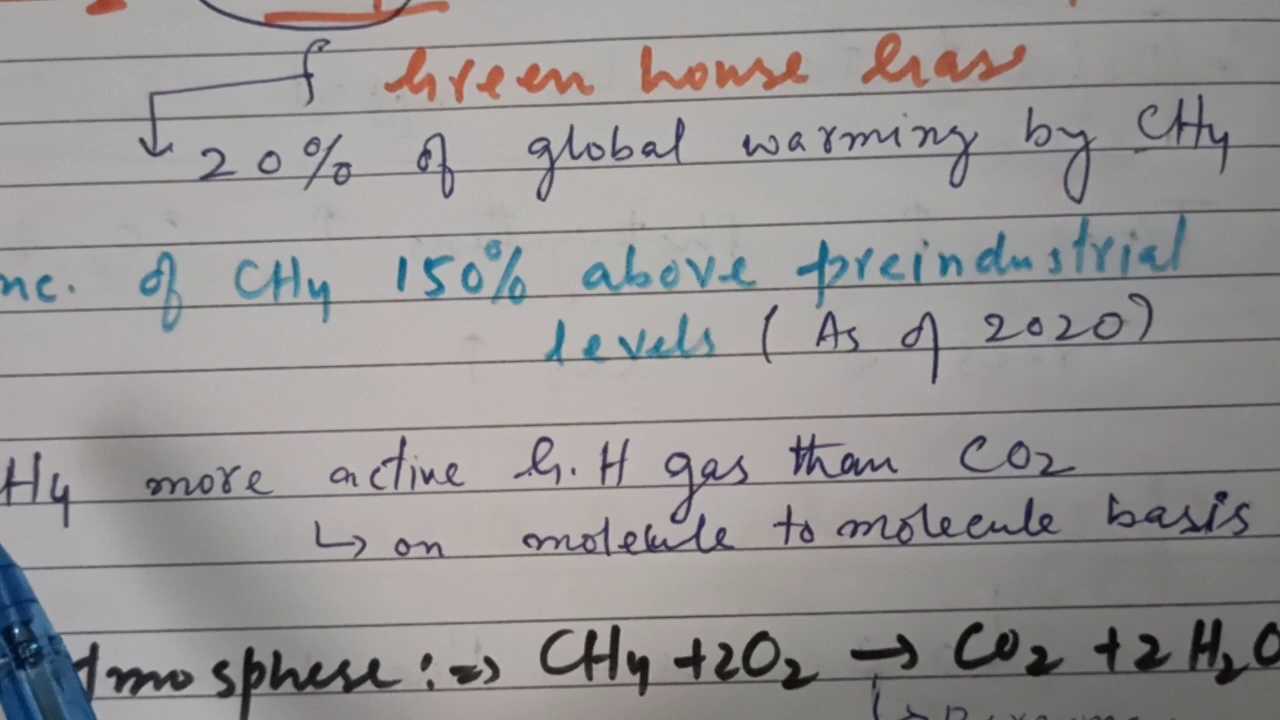 Green house Gas
20% of global warming by CH4
nc. of CH4 150% above preindustrial
levels (As of 2020)
H4 more active G.H gas than CO2
↳ on molecule to molecule basis
tmosphere :⇒ CH4 + 2O2 → CO2 + 2H2O